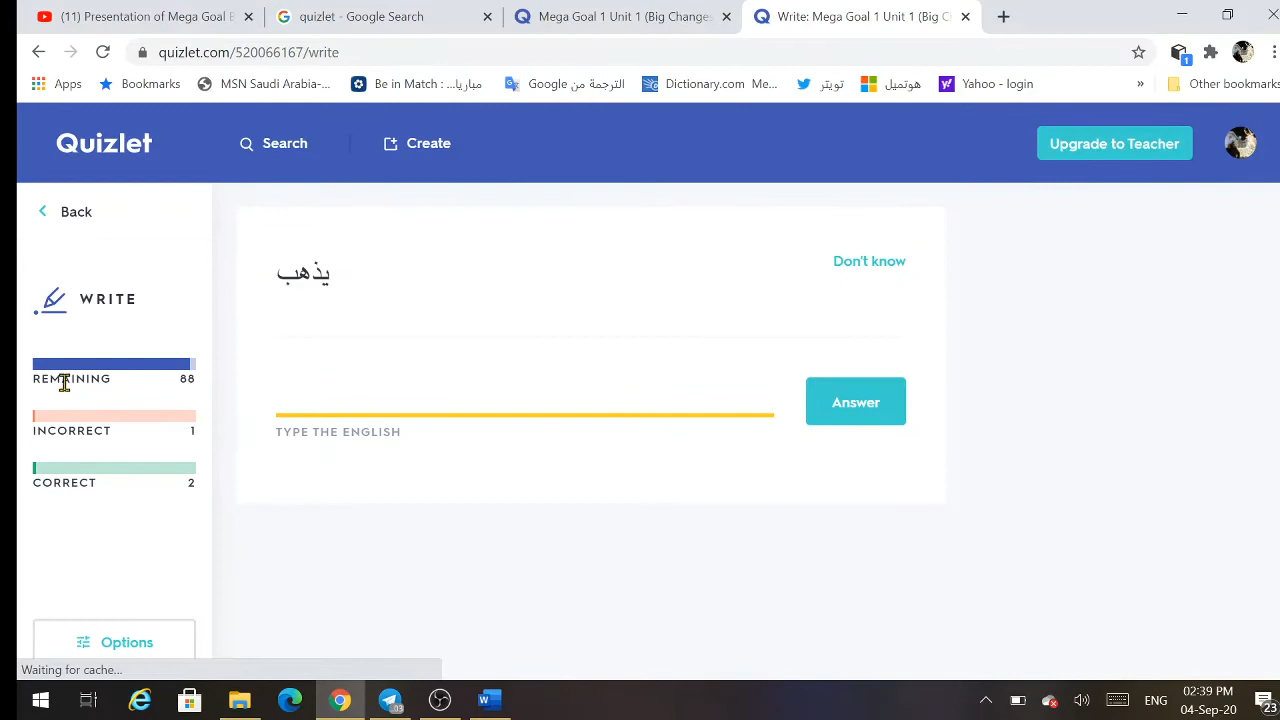 (11) Presentation of Mega Goal B
quizlet - Google Search
Mega Goal 1 Unit 1 (Big Changes
Write: Mega Goal 1 Unit 1 (Big C
quizlet.com/520066167/write
1
Apps
Bookmarks
MSN Saudi Arabia-...
Be in Match : مباريا...
الترجمة من Google
Dictionary.com Me...
تويتر
هوتميل
Yahoo - login
»
Other bookmarks
Quizlet
Search
Create
Upgrade to Teacher
Back
WRITE
REMAINING 88
INCORRECT 1
CORRECT 2
Options
يذهب
Don't know
TYPE THE ENGLISH
Answer
Waiting for cache...
ENG
02:39 PM
04-Sep-20
23